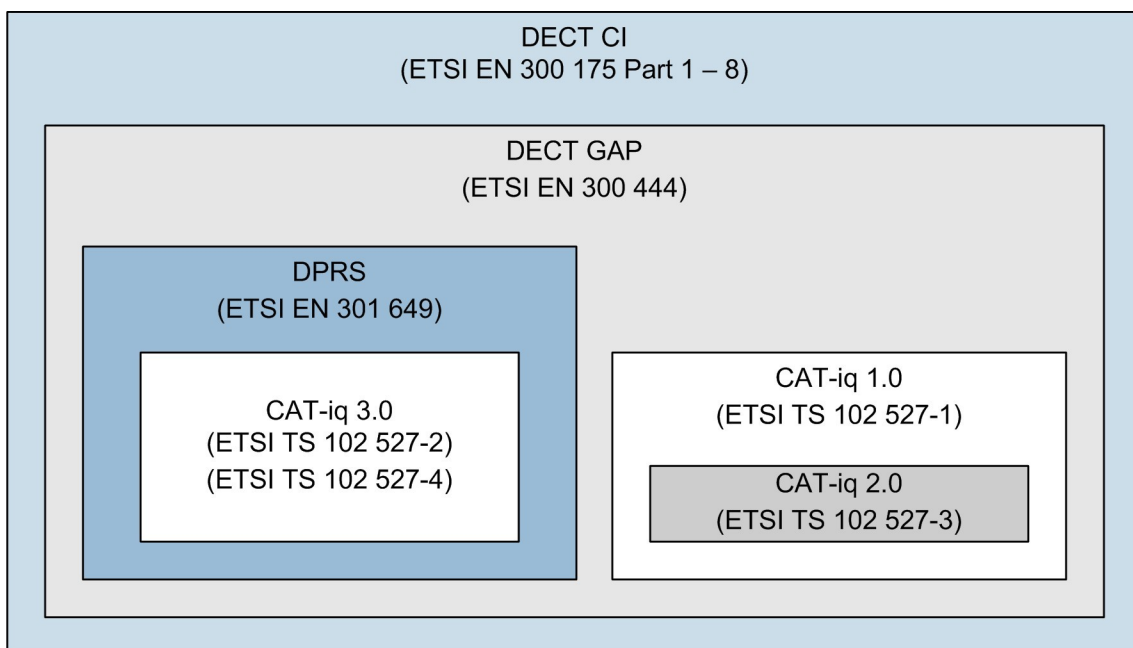 DECT CI
(ETSI EN 300 175 Part 1 – 8)
DECT GAP
(ETSI EN 300 444)
DPRS
(ETSI EN 301 649)
CAT-iq 3.0
(ETSI TS 102 527-2)
(ETSI TS 102 527-4)
CAT-iq 1.0
(ETSI TS 102 527-1)
CAT-iq 2.0
(ETSI TS 102 527-3)